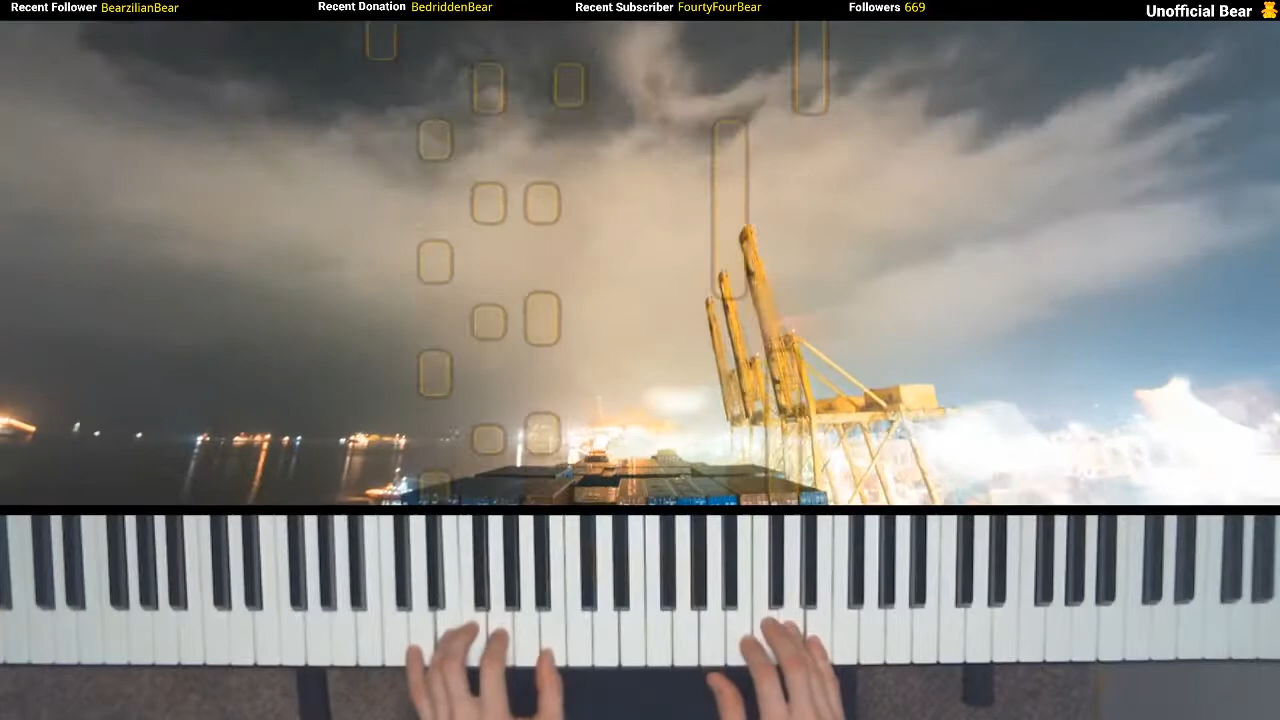 Recent Follower BearzilianBear
Recent Donation BedriddenBear
Recent Subscriber FourtyFourBear
Followers 669
Unofficial Bear